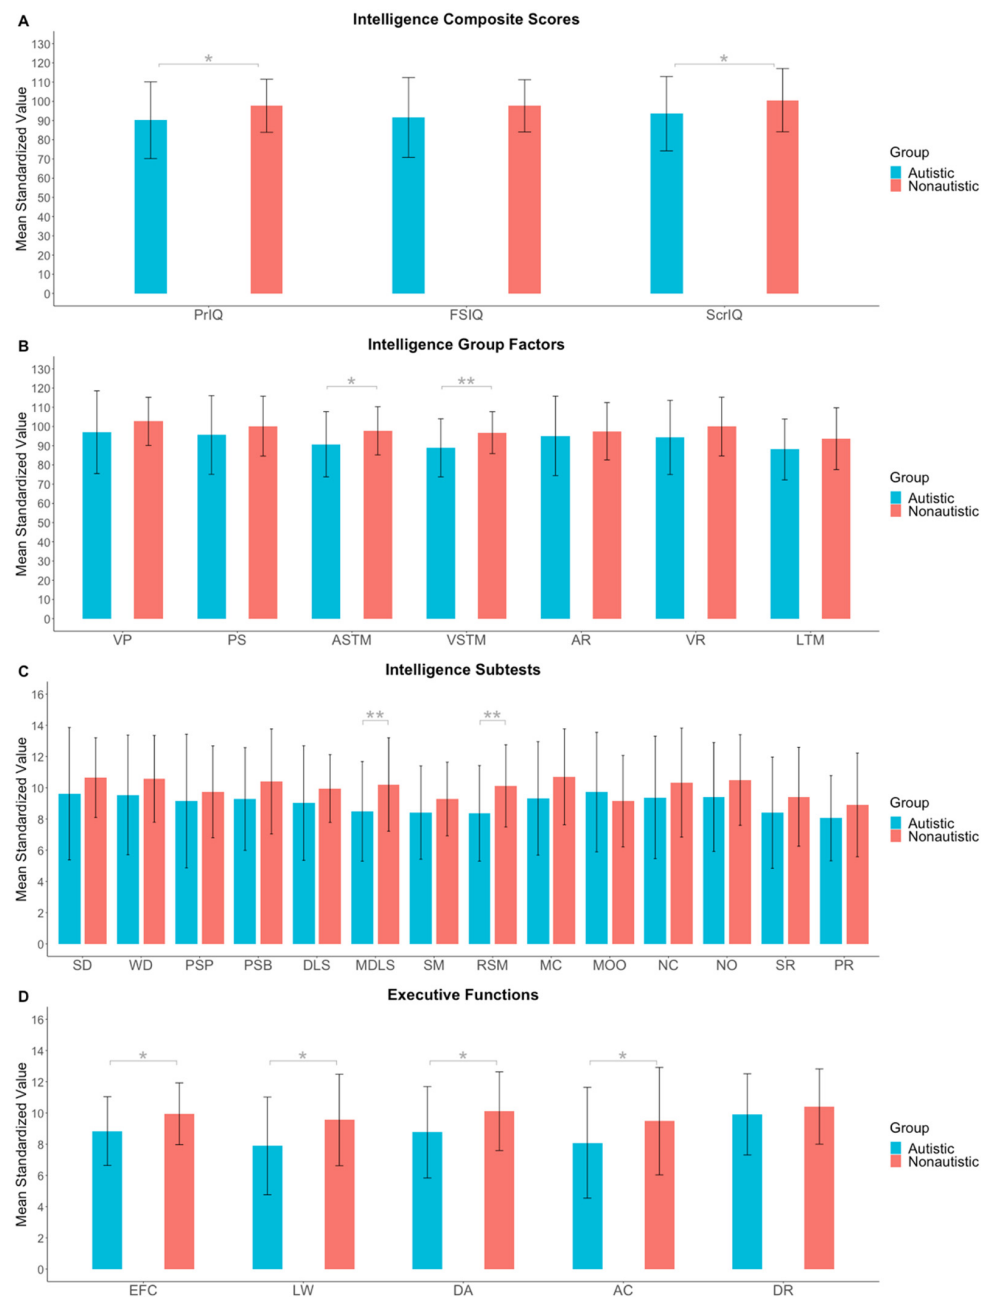 A
Intelligence Composite Scores
Mean Standardized Value
130
120
110
100
90
80
70
60
50
40
30
20
10
0
*
*
PrIQ FSIQ ScrIQ
Group
Autistic
Nonautistic
B
Intelligence Group Factors
Mean Standardized Value
130
120
110
100
90
80
70
60
50
40
30
20
10
0
*
**
VP PS ASTM VSTM AR VR LTM
Group
Autistic
Nonautistic
C
Intelligence Subtests
Mean Standardized Value
16
14
12
10
8
6
4
2
0
**
**
SD WD PSP PSB DLS MDLS SM RSM MC MOO NC NO SR PR
Group
Autistic
Nonautistic
D
Executive Functions
Mean Standardized Value
16
14
12
10
8
6
4
2
0
*
*
*
*
EFC LW DA AC DR
Group
Autistic
Nonautistic